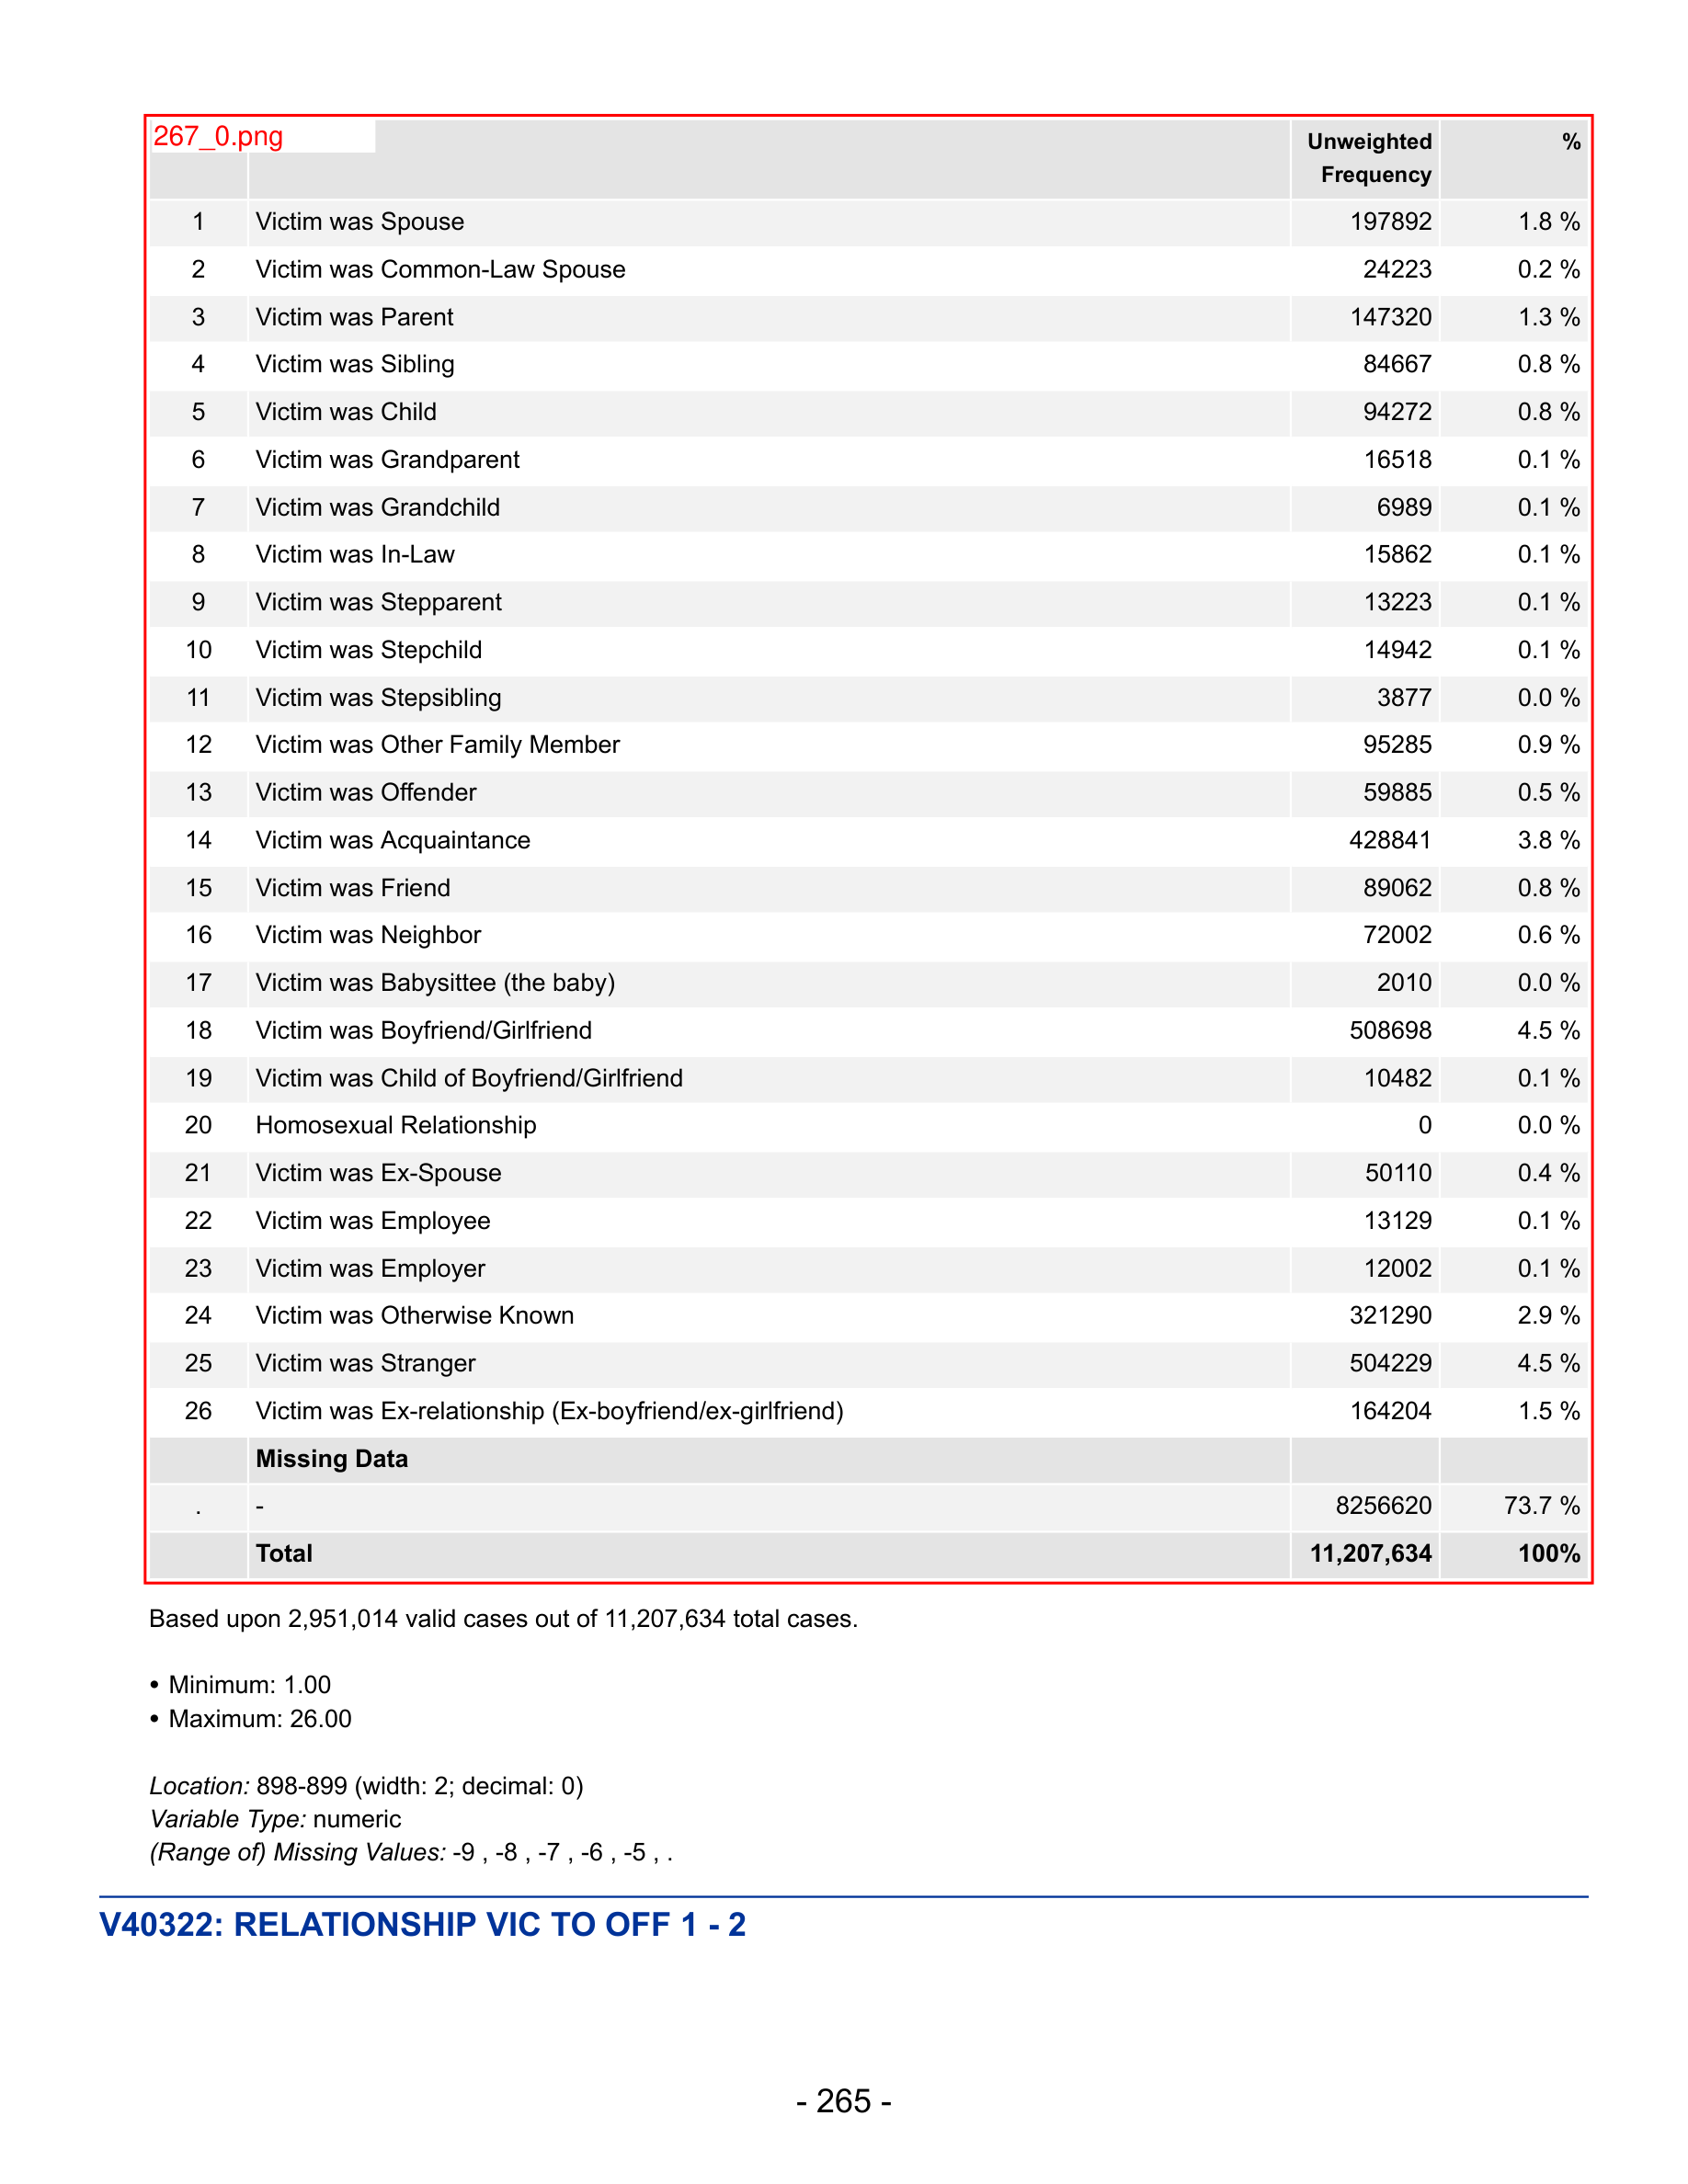 267_0.png
Unweighted Frequency %
1 Victim was Spouse 197892 1.8 %
2 Victim was Common-Law Spouse 24223 0.2 %
3 Victim was Parent 147320 1.3 %
4 Victim was Sibling 84667 0.8 %
5 Victim was Child 94272 0.8 %
6 Victim was Grandparent 16518 0.1 %
7 Victim was Grandchild 6989 0.1 %
8 Victim was In-Law 15862 0.1 %
9 Victim was Stepparent 13223 0.1 %
10 Victim was Stepchild 14942 0.1 %
11 Victim was Stepsibling 3877 0.0 %
12 Victim was Other Family Member 95285 0.9 %
13 Victim was Offender 59885 0.5 %
14 Victim was Acquaintance 428841 3.8 %
15 Victim was Friend 89062 0.8 %
16 Victim was Neighbor 72002 0.6 %
17 Victim was Babysittee (the baby) 2010 0.0 %
18 Victim was Boyfriend/Girlfriend 508698 4.5 %
19 Victim was Child of Boyfriend/Girlfriend 10482 0.1 %
20 Homosexual Relationship 0 0.0 %
21 Victim was Ex-Spouse 50110 0.4 %
22 Victim was Employee 13129 0.1 %
23 Victim was Employer 12002 0.1 %
24 Victim was Otherwise Known 321290 2.9 %
25 Victim was Stranger 504229 4.5 %
26 Victim was Ex-relationship (Ex-boyfriend/ex-girlfriend) 164204 1.5 %
Missing Data
. - 8256620 73.7 %
Total 11,207,634 100%
Based upon 2,951,014 valid cases out of 11,207,634 total cases.
• Minimum: 1.00
• Maximum: 26.00
Location: 898-899 (width: 2; decimal: 0)
Variable Type: numeric
(Range of) Missing Values: -9 , -8 , -7 , -6 , -5 , .
V40322: RELATIONSHIP VIC TO OFF 1 - 2
- 265 -